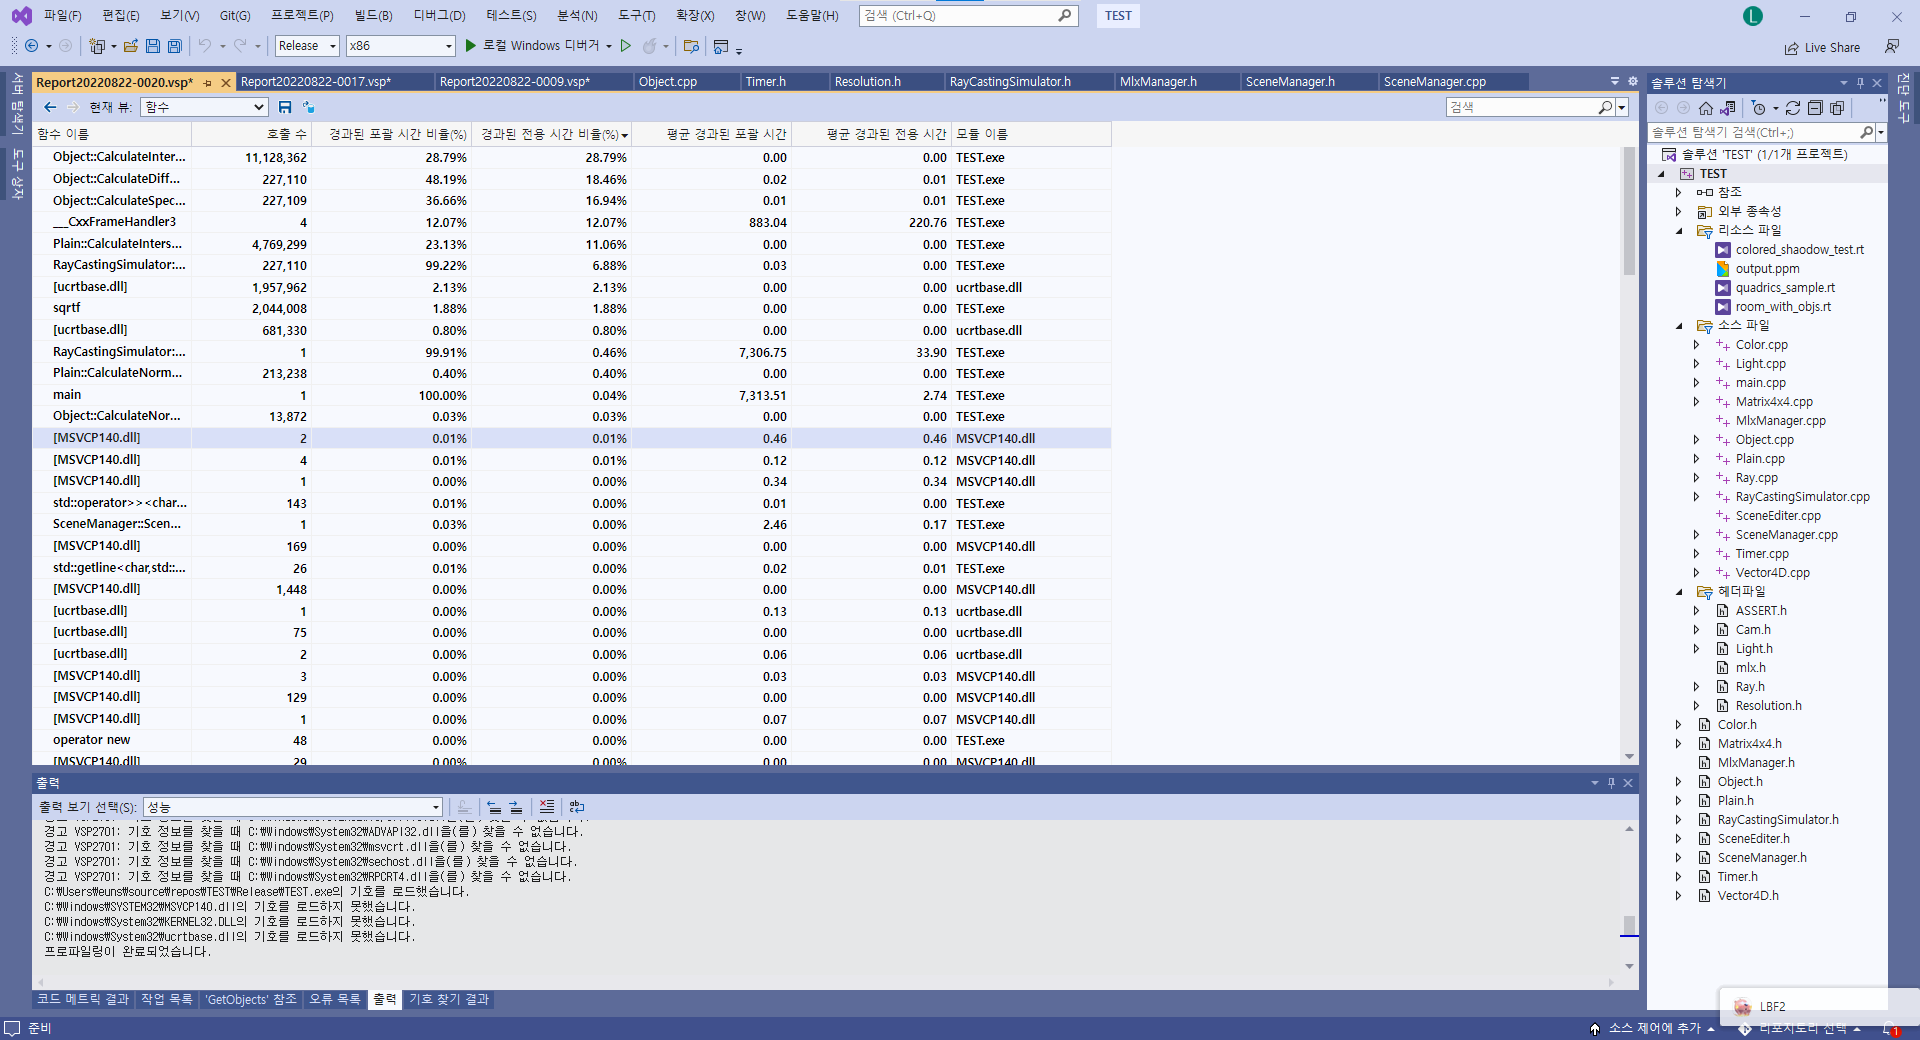 파일(F) 편집(E) 보기(V) Git(G) 프로젝트(P) 빌드(B) 디버그(D) 테스트(S) 분석(N) 도구(T) 확장(X) 창(W) 도움말(H) 검색 (Ctrl+Q) TEST L
Release x86 로컬 Windows 디버거 Live Share
서버 탐색기
도구 상자
Report20220822-0020.vsp* Report20220822-0017.vsp* Report20220822-0009.vsp* Object.cpp Timer.h Resolution.h RayCastingSimulator.h MlxManager.h SceneManager.h SceneManager.cpp
현재 뷰: 함수 검색
함수 이름 호출 수 경과된 포괄 시간 비율(%) 경과된 전용 시간 비율(%) 평균 경과된 포괄 시간 평균 경과된 전용 시간 모듈 이름
Object::CalculateInter... 11,128,362 28.79% 28.79% 0.00 0.00 TEST.exe
Object::CalculateDiff... 227,110 48.19% 18.46% 0.02 0.01 TEST.exe
Object::CalculateSpec... 227,109 36.66% 16.94% 0.01 0.01 TEST.exe
__CxxFrameHandler3 4 12.07% 12.07% 883.04 220.76 TEST.exe
Plain::CalculateInters... 4,769,299 23.13% 11.06% 0.00 0.00 TEST.exe
RayCastingSimulator:... 227,110 99.22% 6.88% 0.03 0.00 TEST.exe
[ucrtbase.dll] 1,957,962 2.13% 2.13% 0.00 0.00 ucrtbase.dll
sqrtf 2,044,008 1.88% 1.88% 0.00 0.00 TEST.exe
[ucrtbase.dll] 681,330 0.80% 0.80% 0.00 0.00 ucrtbase.dll
RayCastingSimulator:... 1 99.91% 0.46% 7,306.75 33.90 TEST.exe
Plain::CalculateNorm... 213,238 0.40% 0.40% 0.00 0.00 TEST.exe
main 1 100.00% 0.04% 7,313.51 2.74 TEST.exe
Object::CalculateNor... 13,872 0.03% 0.03% 0.00 0.00 TEST.exe
[MSVCP140.dll] 2 0.01% 0.01% 0.46 0.46 MSVCP140.dll
[MSVCP140.dll] 4 0.01% 0.01% 0.12 0.12 MSVCP140.dll
[MSVCP140.dll] 1 0.00% 0.00% 0.34 0.34 MSVCP140.dll
std::operator>><char... 143 0.01% 0.00% 0.01 0.00 TEST.exe
SceneManager::Scen... 1 0.03% 0.00% 2.46 0.17 TEST.exe
[MSVCP140.dll] 169 0.00% 0.00% 0.00 0.00 MSVCP140.dll
std::getline<char,std::... 26 0.01% 0.00% 0.02 0.01 TEST.exe
[MSVCP140.dll] 1,448 0.00% 0.00% 0.00 0.00 MSVCP140.dll
[ucrtbase.dll] 1 0.00% 0.00% 0.13 0.13 ucrtbase.dll
[ucrtbase.dll] 75 0.00% 0.00% 0.00 0.00 ucrtbase.dll
[ucrtbase.dll] 2 0.00% 0.00% 0.06 0.06 ucrtbase.dll
[MSVCP140.dll] 3 0.00% 0.00% 0.03 0.03 MSVCP140.dll
[MSVCP140.dll] 129 0.00% 0.00% 0.00 0.00 MSVCP140.dll
[MSVCP140.dll] 1 0.00% 0.00% 0.07 0.07 MSVCP140.dll
operator new 48 0.00% 0.00% 0.00 0.00 TEST.exe
[MSVCP140.dll] 29 0.00% 0.00% 0.00 0.00 MSVCP140.dll
출력
출력 보기 선택(S): 성능
경고 VSP2701: 기호 정보를 찾을 때 C:₩Windows₩System32₩ADVAPI32.dll을(를) 찾을 수 없습니다.
경고 VSP2701: 기호 정보를 찾을 때 C:₩Windows₩System32₩msvcrt.dll을(를) 찾을 수 없습니다.
경고 VSP2701: 기호 정보를 찾을 때 C:₩Windows₩System32₩sechost.dll을(를) 찾을 수 없습니다.
경고 VSP2701: 기호 정보를 찾을 때 C:₩Windows₩System32₩RPCRT4.dll을(를) 찾을 수 없습니다.
C:₩Users₩euns₩source₩repos₩TEST₩Release₩TEST.exe의 기호를 로드했습니다.
C:₩Windows₩SYSTEM32₩MSVCP140.dll의 기호를 로드하지 못했습니다.
C:₩Windows₩System32₩KERNEL32.DLL의 기호를 로드하지 못했습니다.
C:₩Windows₩System32₩ucrtbase.dll의 기호를 로드하지 못했습니다.
프로파일링이 완료되었습니다.
코드 메트릭 결과 작업 목록 'GetObjects' 참조 오류 목록 출력 기호 찾기 결과
솔루션 탐색기
솔루션 탐색기 검색(Ctrl+;)
솔루션 'TEST' (1/1개 프로젝트)
TEST
참조
외부 종속성
리소스 파일
colored_shaodow_test.rt
output.ppm
quadrics_sample.rt
room_with_objs.rt
소스 파일
Color.cpp
Light.cpp
main.cpp
Matrix4x4.cpp
MlxManager.cpp
Object.cpp
Plain.cpp
Ray.cpp
RayCastingSimulator.cpp
SceneEditer.cpp
SceneManager.cpp
Timer.cpp
Vector4D.cpp
헤더파일
ASSERT.h
Cam.h
Light.h
mlx.h
Ray.h
Resolution.h
Color.h
Matrix4x4.h
MlxManager.h
Object.h
Plain.h
RayCastingSimulator.h
SceneEditer.h
SceneManager.h
Timer.h
Vector4D.h
진단 도구
LBF2
준비 소스 제어에 추가 리포지토리 선택 1